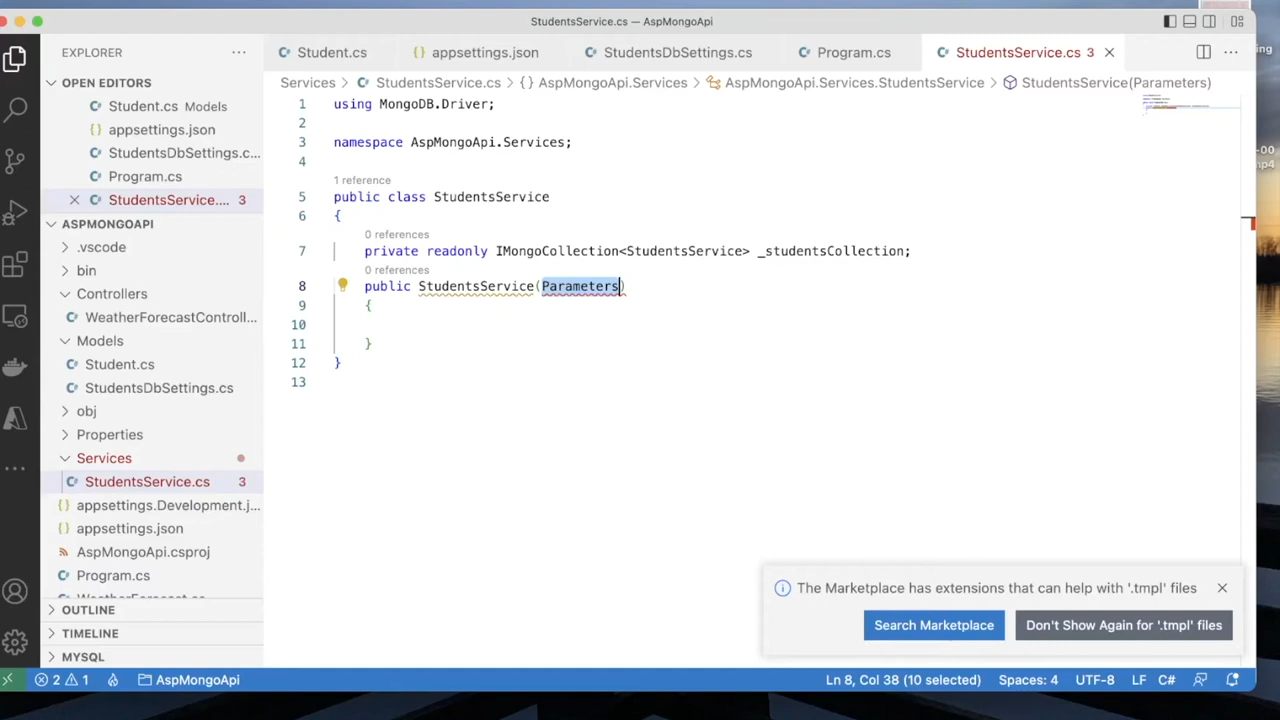 StudentsService.cs — AspMongoApi
EXPLORER
Student.cs
appsettings.json
StudentsDbSettings.cs
Program.cs
StudentsService.cs 3
Services
StudentsService.cs
AspMongoApi.Services
AspMongoApi.Services.StudentsService
StudentsService(Parameters)
OPEN EDITORS
Student.cs Models
appsettings.json
StudentsDbSettings.c...
Program.cs
StudentsService.... 3
ASPMONGOAPI
.vscode
bin
Controllers
WeatherForecastControll...
Models
Student.cs
StudentsDbSettings.cs
obj
Properties
Services
StudentsService.cs 3
appsettings.Development.j...
appsettings.json
AspMongoApi.csproj
Program.cs
WeatherForecast.cs
OUTLINE
TIMELINE
MYSQL
1 using MongoDB.Driver;
2
3 namespace AspMongoApi.Services;
4
1 reference
5 public class StudentsService
6 {
0 references
7 private readonly IMongoCollection<StudentsService> _studentsCollection;
0 references
8 public StudentsService(Parameters)
9 {
10
11 }
12 }
13
The Marketplace has extensions that can help with '.tmpl' files
Search Marketplace
Don't Show Again for '.tmpl' files
2 1
AspMongoApi
Ln 8, Col 38 (10 selected)
Spaces: 4
UTF-8
LF
C#
ing
-00
mp4